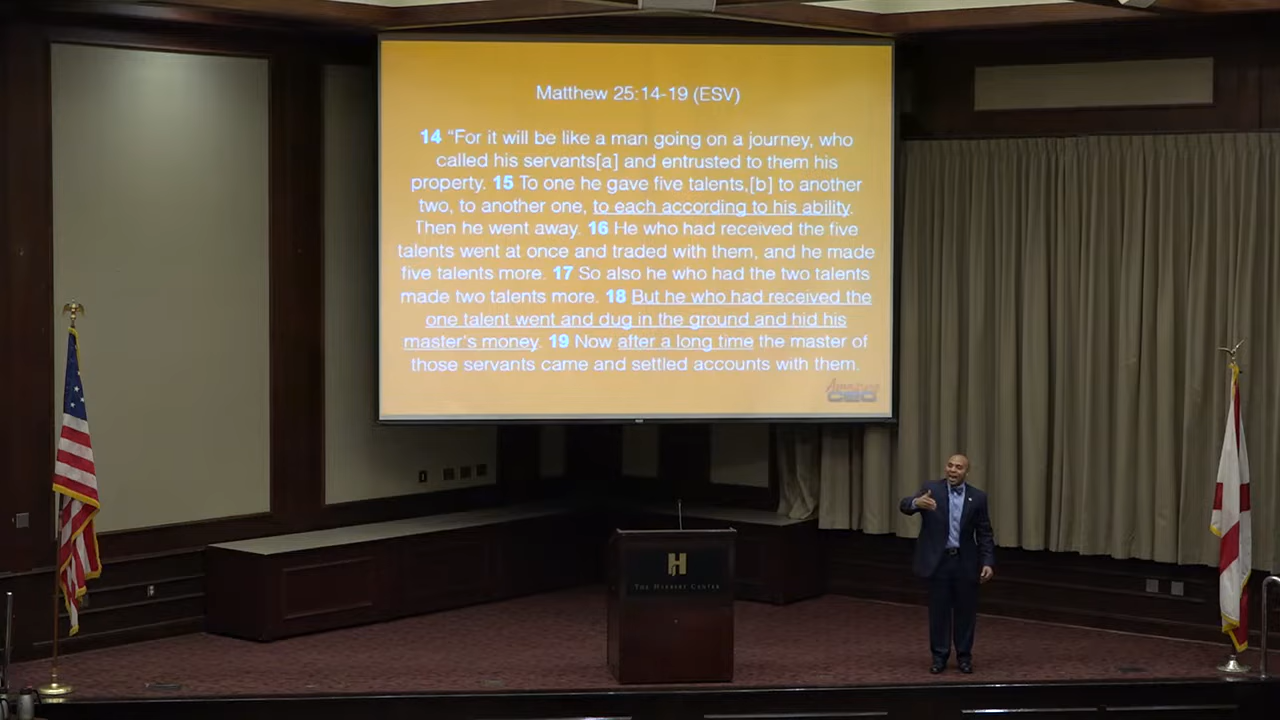 Matthew 25:14-19 (ESV)
14 “For it will be like a man going on a journey, who
called his servants[a] and entrusted to them his
property. 15 To one he gave five talents,[b] to another
two, to another one, to each according to his ability.
Then he went away. 16 He who had received the five
talents went at once and traded with them, and he made
five talents more. 17 So also he who had the two talents
made two talents more. 18 But he who had received the
one talent went and dug in the ground and hid his
master's money. 19 Now after a long time the master of
those servants came and settled accounts with them.
CEO
H
THE HARBERT CENTER